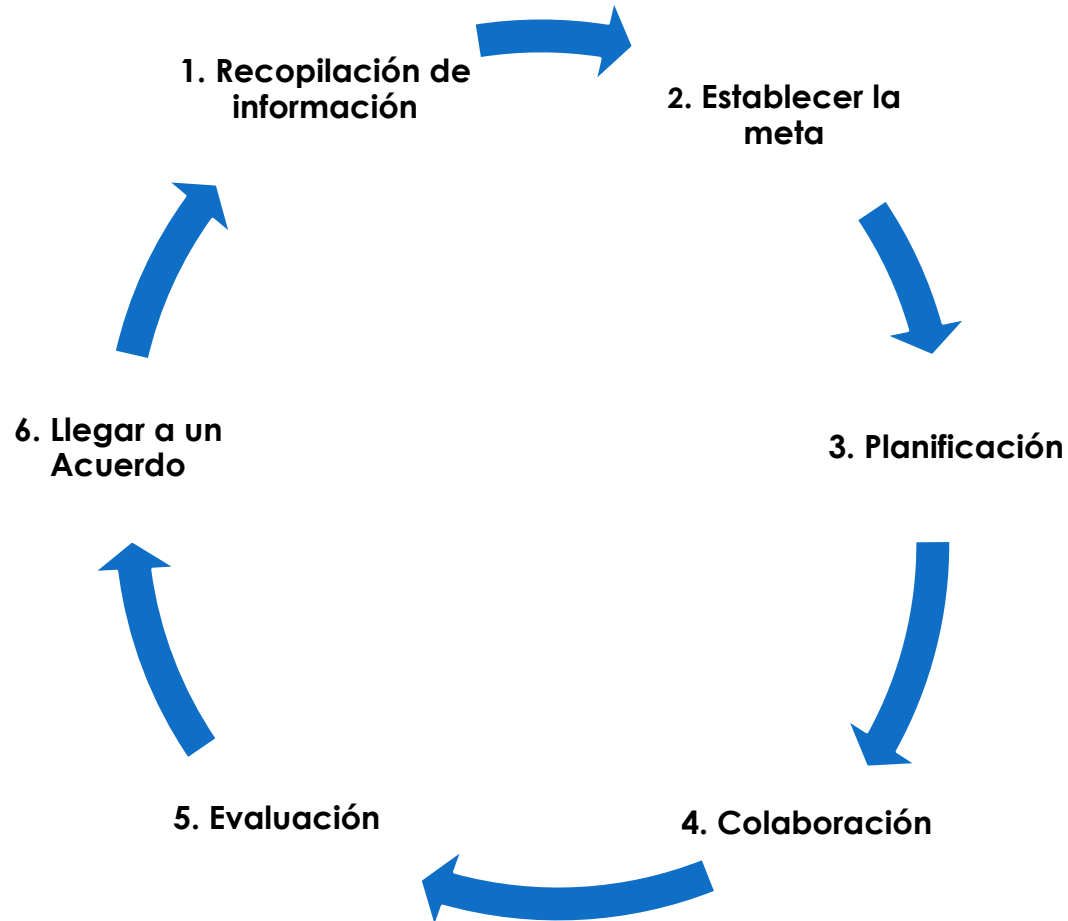 1. Recopilación de
información
2. Establecer la
meta
3. Planificación
4. Colaboración
5. Evaluación
6. Llegar a un
Acuerdo